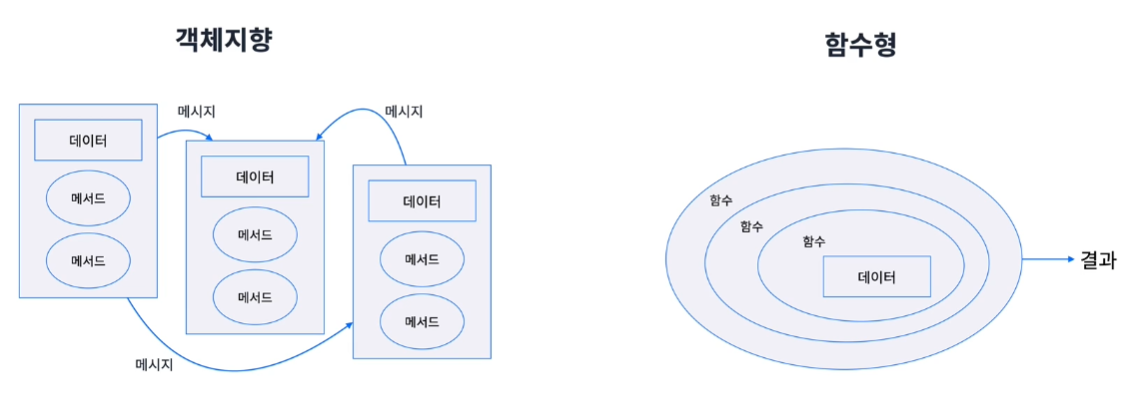 객체지향
메시지
메시지
데이터
메서드
메서드
데이터
메서드
메서드
데이터
메서드
메서드
메시지
함수형
함수
함수
함수
데이터
결과